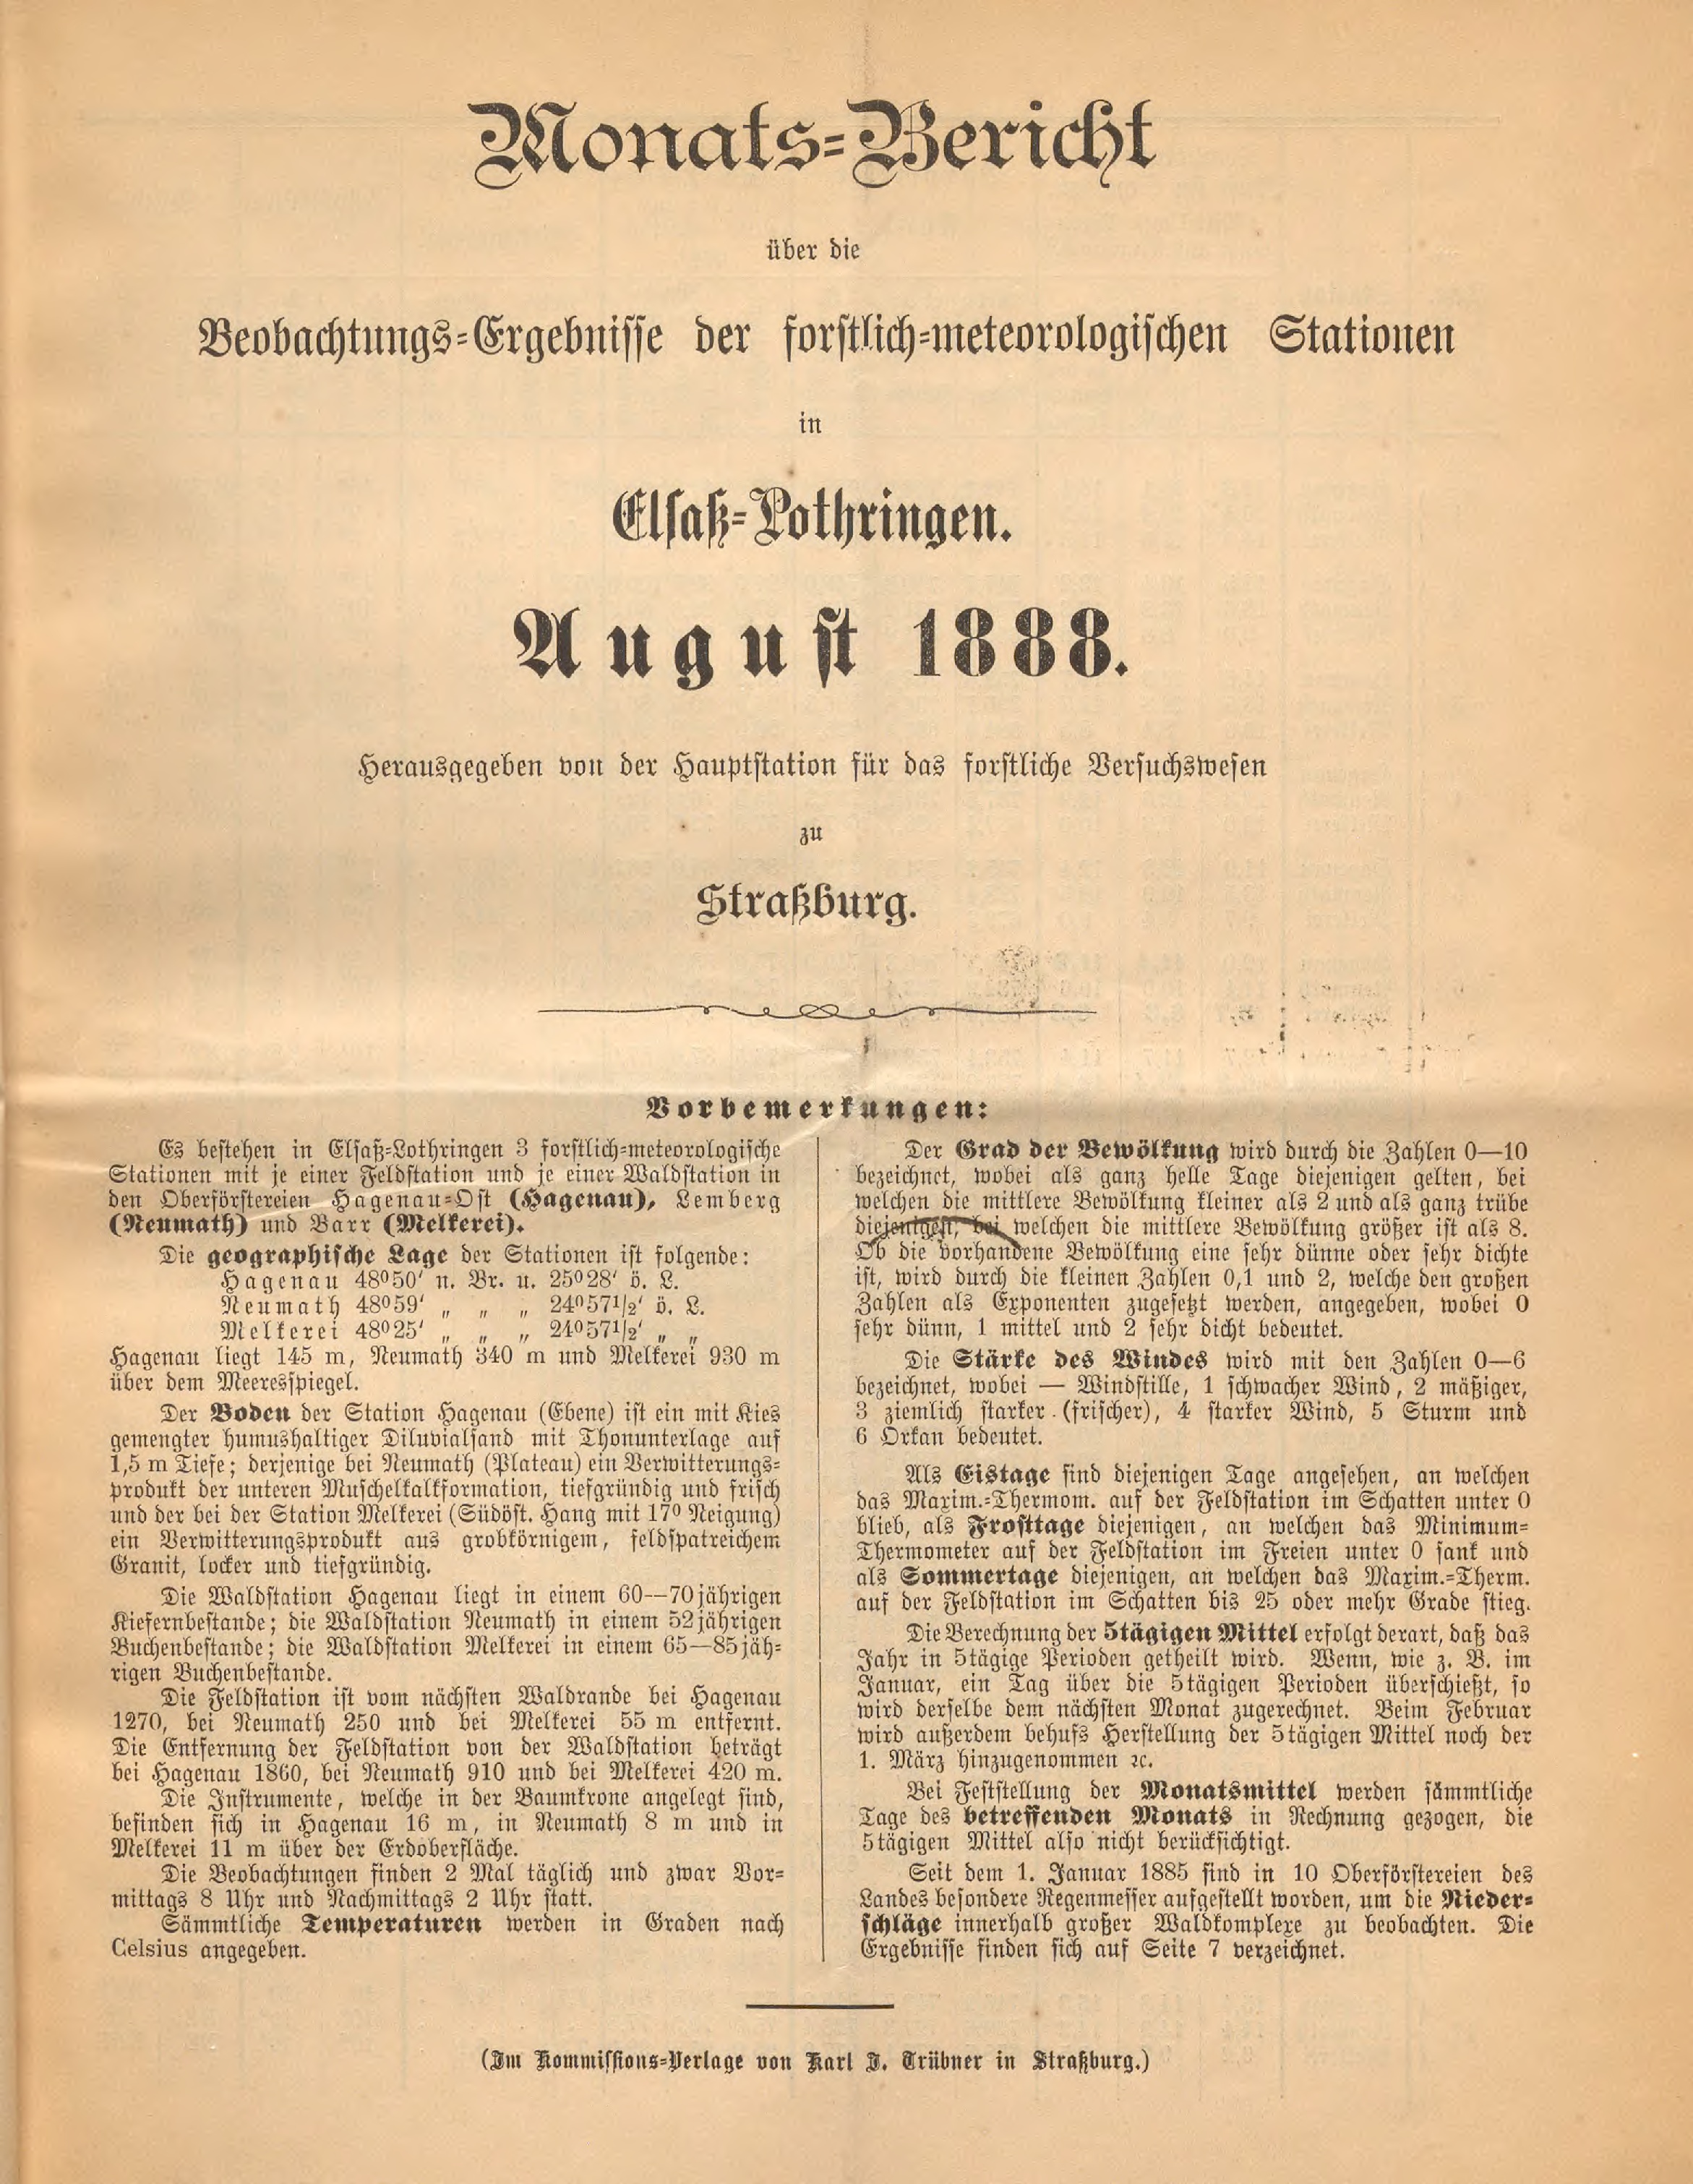 Monats-Bericht
über die
Beobachtungs-Ergebnisse der forstlich-meteorologischen Stationen
in
Elsaß-Lothringen.
August 1888.
Herausgegeben von der Hauptstation für das forstliche Versuchswesen
zu
Straßburg.
Vorbemerkungen:
Es bestehen in Elsaß-Lothringen 3 forstlich-meteorologische
Stationen mit je einer Feldstation und je einer Waldstation in
den Oberförstereien Hagenau-Ost (Hagenau), Lemberg
(Neumath) und Barr (Melkerei).
Die geographische Lage der Stationen ist folgende:
Hagenau 48°50' n. Br. u. 25°28' ö. L.
Neumath 48°59' „ „ „ 24°57½' ö. L.
Melkerei 48°25' „ „ „ 24°57½' „ „
Hagenau liegt 145 m, Neumath 340 m und Melkerei 930 m
über dem Meeresspiegel.
Der Boden der Station Hagenau (Ebene) ist ein mit Kies
gemengter humushaltiger Diluvialsand mit Thonunterlage auf
1,5 m Tiefe; derjenige bei Neumath (Plateau) ein Verwitterungs-
produkt der unteren Muschelkalkformation, tiefgründig und frisch
und der bei der Station Melkerei (Südöst. Hang mit 17° Neigung)
ein Verwitterungsprodukt aus grobkörnigem, feldspatreichem
Granit, locker und tiefgründig.
Die Waldstation Hagenau liegt in einem 60—70jährigen
Kiefernbestande; die Waldstation Neumath in einem 52jährigen
Buchenbestande; die Waldstation Melkerei in einem 65—85jäh-
rigen Buchenbestande.
Die Feldstation ist vom nächsten Waldrande bei Hagenau
1270, bei Neumath 250 und bei Melkerei 55 m entfernt.
Die Entfernung der Feldstation von der Waldstation beträgt
bei Hagenau 1860, bei Neumath 910 und bei Melkerei 420 m.
Die Instrumente, welche in der Baumkrone angelegt sind,
befinden sich in Hagenau 16 m, in Neumath 8 m und in
Melkerei 11 m über der Erdoberfläche.
Die Beobachtungen finden 2 Mal täglich und zwar Vor-
mittags 8 Uhr und Nachmittags 2 Uhr statt.
Sämmtliche Temperaturen werden in Graden nach
Celsius angegeben.
Der Grad der Bewölkung wird durch die Zahlen 0—10
bezeichnet, wobei als ganz helle Tage diejenigen gelten, bei
welchen die mittlere Bewölkung kleiner als 2 und als ganz trübe
diejenigen, bei welchen die mittlere Bewölkung größer ist als 8.
Ob die vorhandene Bewölkung eine sehr dünne oder sehr dichte
ist, wird durch die kleinen Zahlen 0,1 und 2, welche den großen
Zahlen als Exponenten zugesetzt werden, angegeben, wobei 0
sehr dünn, 1 mittel und 2 sehr dicht bedeutet.
Die Stärke des Windes wird mit den Zahlen 0—6
bezeichnet, wobei — Windstille, 1 schwacher Wind, 2 mäßiger,
3 ziemlich starker (frischer), 4 starker Wind, 5 Sturm und
6 Orkan bedeutet.
Als Eistage sind diejenigen Tage angesehen, an welchen
das Maxim.-Thermom. auf der Feldstation im Schatten unter 0
blieb, als Frosttage diejenigen, an welchen das Minimum-
Thermometer auf der Feldstation im Freien unter 0 sank und
als Sommertage diejenigen, an welchen das Maxim.-Therm.
auf der Feldstation im Schatten bis 25 oder mehr Grade stieg.
Die Berechnung der 5tägigen Mittel erfolgt derart, daß das
Jahr in 5tägige Perioden getheilt wird. Wenn, wie z. B. im
Januar, ein Tag über die 5tägigen Perioden überschießt, so
wird derselbe dem nächsten Monat zugerechnet. Beim Februar
wird außerdem behufs Herstellung der 5tägigen Mittel noch der
1. März hinzugenommen ꝛc.
Bei Feststellung der Monatsmittel werden sämmtliche
Tage des betreffenden Monats in Rechnung gezogen, die
5tägigen Mittel also nicht berücksichtigt.
Seit dem 1. Januar 1885 sind in 10 Oberförstereien des
Landes besondere Regenmesser aufgestellt worden, um die Nieder-
schläge innerhalb großer Waldkomplexe zu beobachten. Die
Ergebnisse finden sich auf Seite 7 verzeichnet.
(Im Kommissions-Verlage von Karl J. Trübner in Straßburg.)